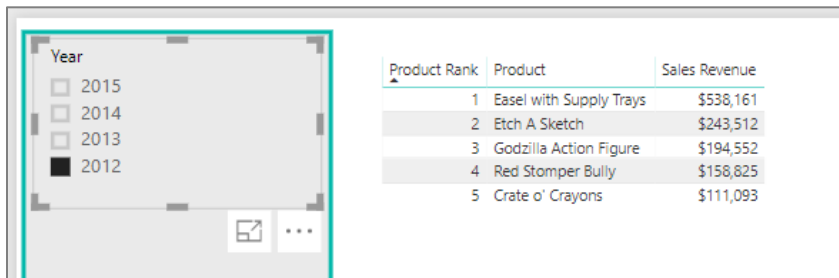 Year
2015
2014
2013
2012
Product Rank Product Sales Revenue
1 Easel with Supply Trays $538,161
2 Etch A Sketch $243,512
3 Godzilla Action Figure $194,552
4 Red Stomper Bully $158,825
5 Crate o' Crayons $111,093